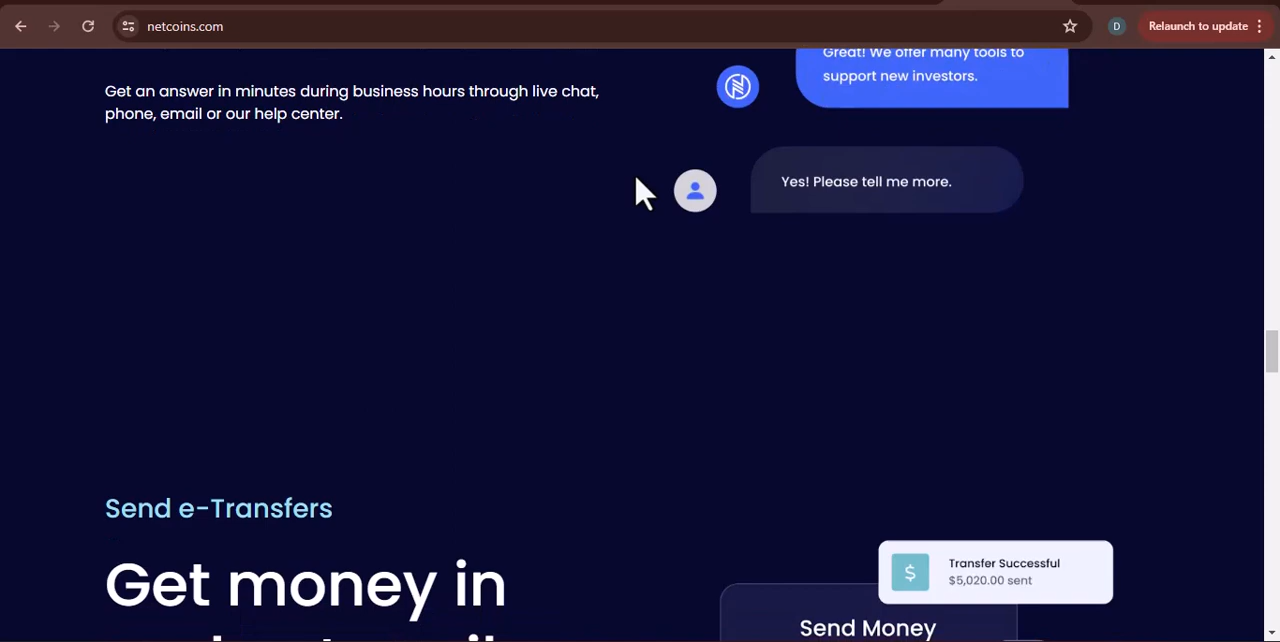 netcoins.com
D
Relaunch to update
Great! We offer many tools to
support new investors.
Get an answer in minutes during business hours through live chat,
phone, email or our help center.
Yes! Please tell me more.
Send e-Transfers
Get money in
Transfer Successful
$
$5,020.00 sent
Send Money